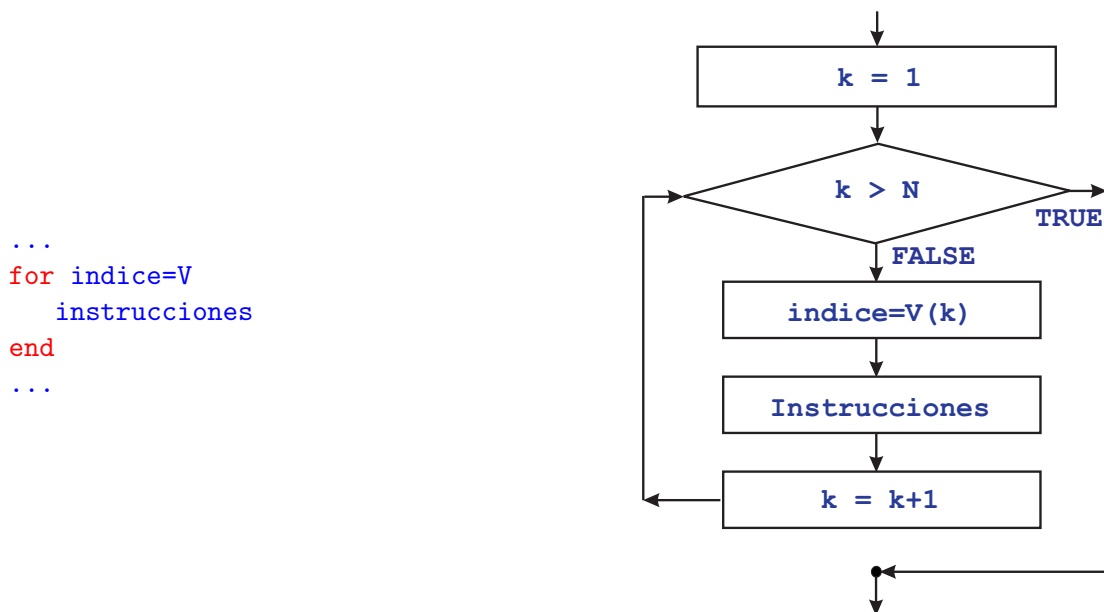 ...
for indice=V
instrucciones
end
...
k = 1
k > N
TRUE
FALSE
indice=V(k)
Instrucciones
k = k+1